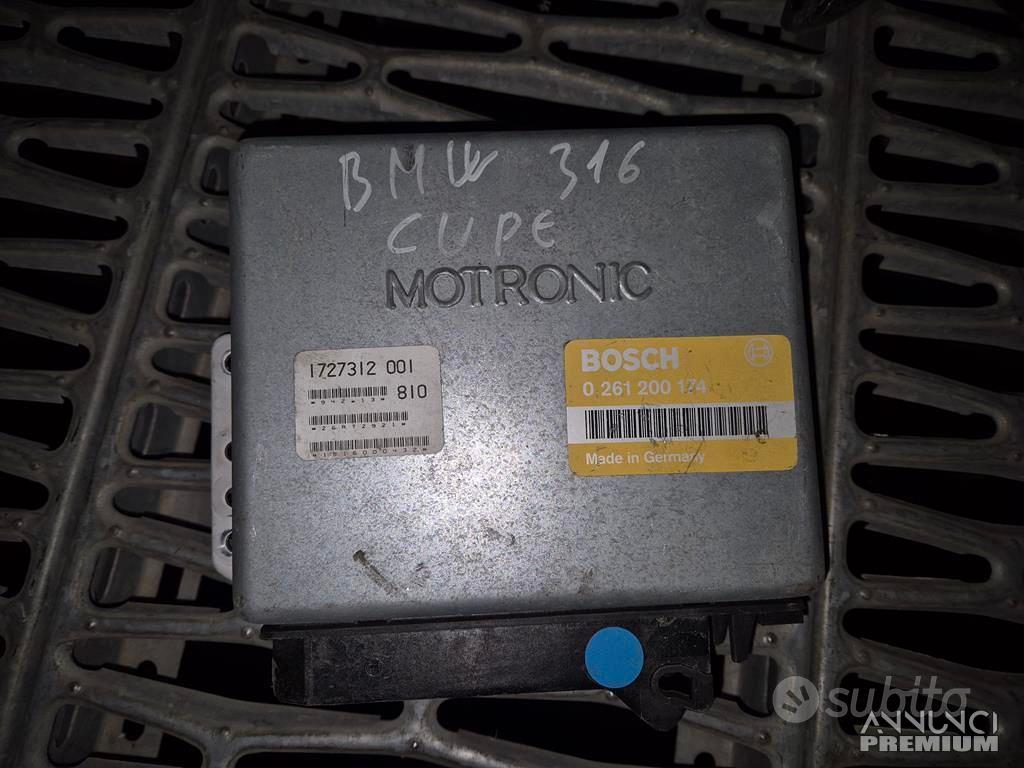 BMW 316
CUPE
MOTRONIC
1727312 001
810
BOSCH
0 261 200 174
Made in Germany
subito
ANNUNCI
PREMIUM